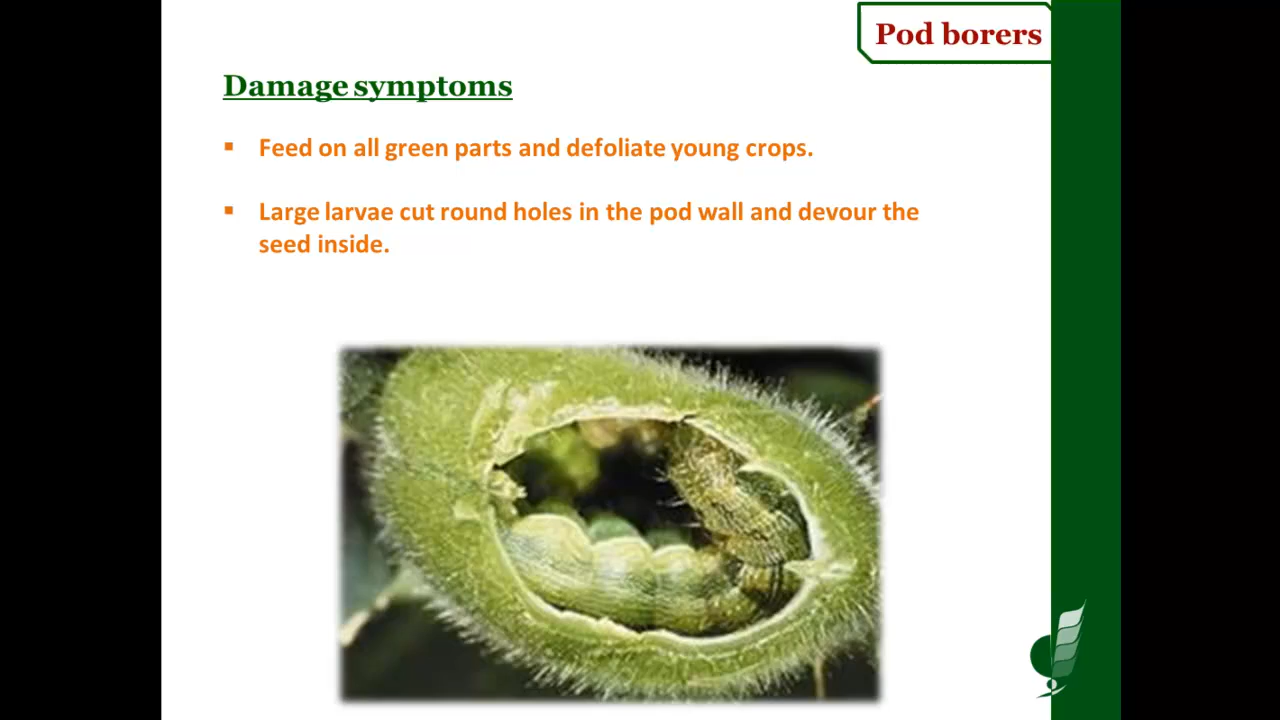 Pod borers
Damage symptoms
▪ Feed on all green parts and defoliate young crops.
▪ Large larvae cut round holes in the pod wall and devour the
seed inside.